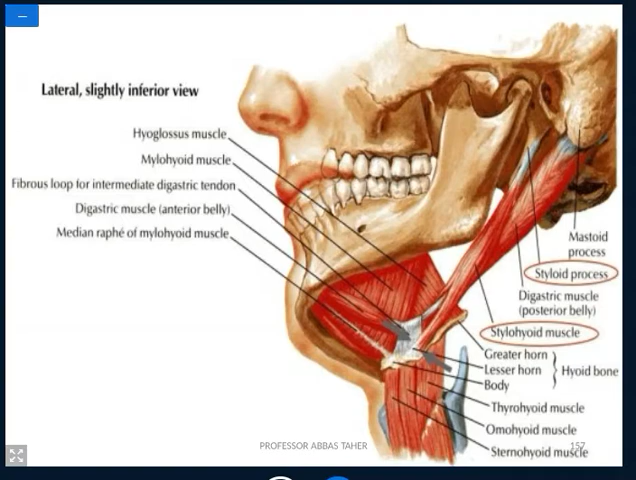 Lateral, slightly inferior view
Hyoglossus muscle
Mylohyoid muscle
Fibrous loop for intermediate digastric tendon
Digastric muscle (anterior belly)
Median raphé of mylohyoid muscle
Mastoid
process
Styloid process
Digastric muscle
(posterior belly)
Stylohyoid muscle
Greater horn
Lesser horn
Body
Hyoid bone
Thyrohyoid muscle
Omohyoid muscle
Sternohyoid muscle
PROFESSOR ABBAS TAHER
157